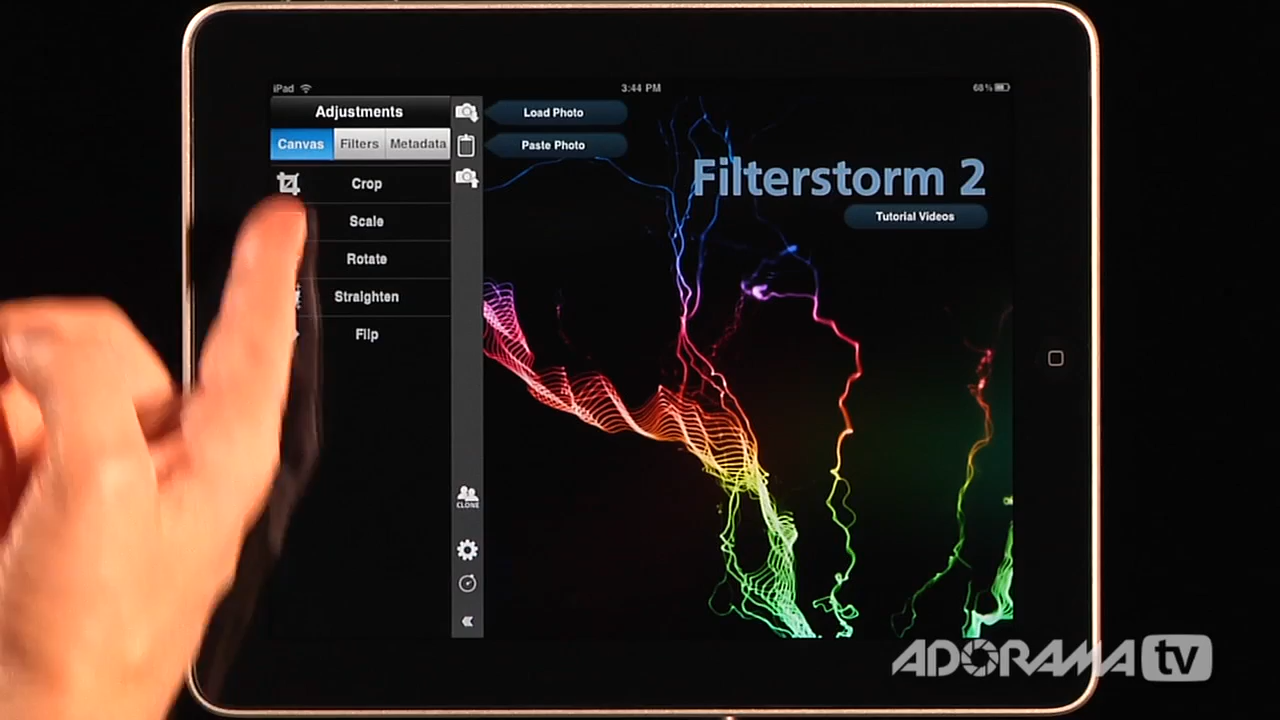 iPad
3:44 PM
68%
Adjustments
Canvas
Filters
Metadata
Crop
Scale
Rotate
Straighten
Flip
Load Photo
Paste Photo
Filterstorm 2
Tutorial Videos
CLONE
ADORAMA tv